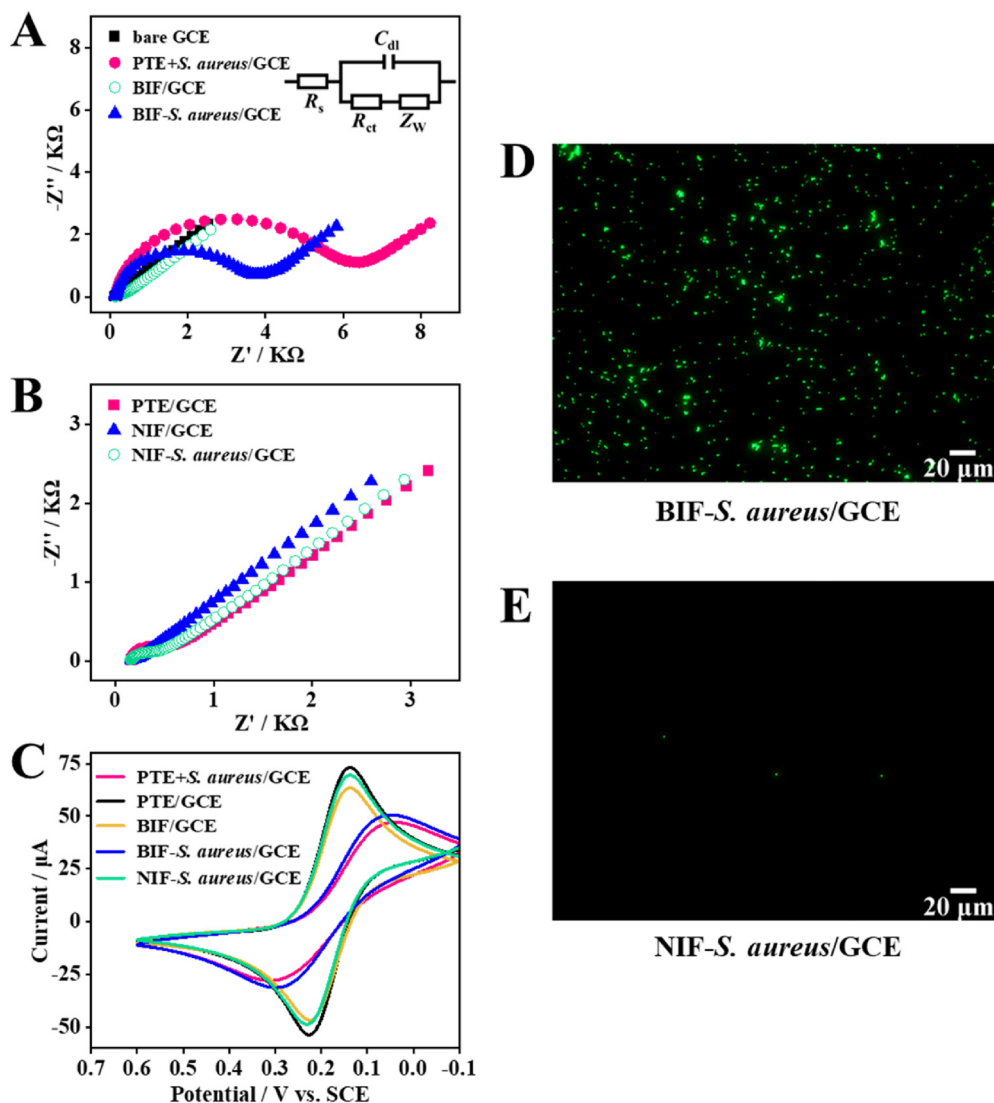 A
bare GCE
PTE+S. aureus/GCE
BIF/GCE
BIF-S. aureus/GCE
Cdl
Rs
Rct
ZW
-Z'' / KΩ
8
6
4
2
0
0 2 4 6 8
Z' / KΩ
B
PTE/GCE
NIF/GCE
NIF-S. aureus/GCE
-Z'' / KΩ
3
2
1
0
0 1 2 3
Z' / KΩ
C
PTE+S. aureus/GCE
PTE/GCE
BIF/GCE
BIF-S. aureus/GCE
NIF-S. aureus/GCE
Current / μA
75
50
25
0
-25
-50
0.7 0.6 0.5 0.4 0.3 0.2 0.1 0.0 -0.1
Potential / V vs. SCE
D
20 μm
BIF-S. aureus/GCE
E
20 μm
NIF-S. aureus/GCE